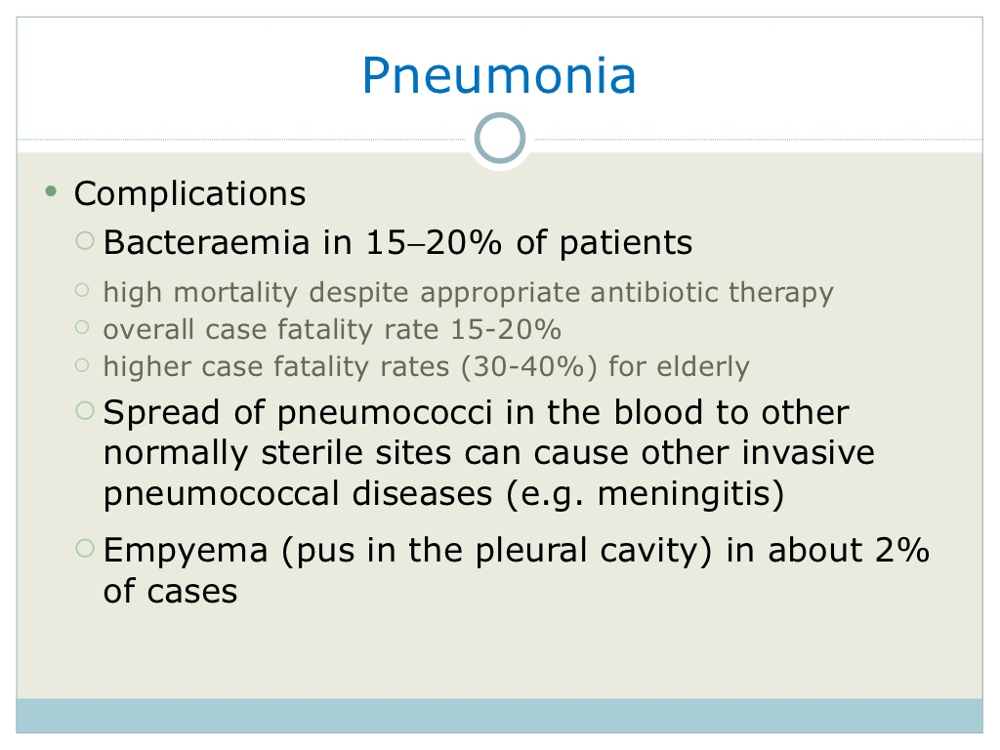 Pneumonia
Complications
Bacteraemia in 15–20% of patients
high mortality despite appropriate antibiotic therapy
overall case fatality rate 15-20%
higher case fatality rates (30-40%) for elderly
Spread of pneumococci in the blood to other
normally sterile sites can cause other invasive
pneumococcal diseases (e.g. meningitis)
Empyema (pus in the pleural cavity) in about 2%
of cases